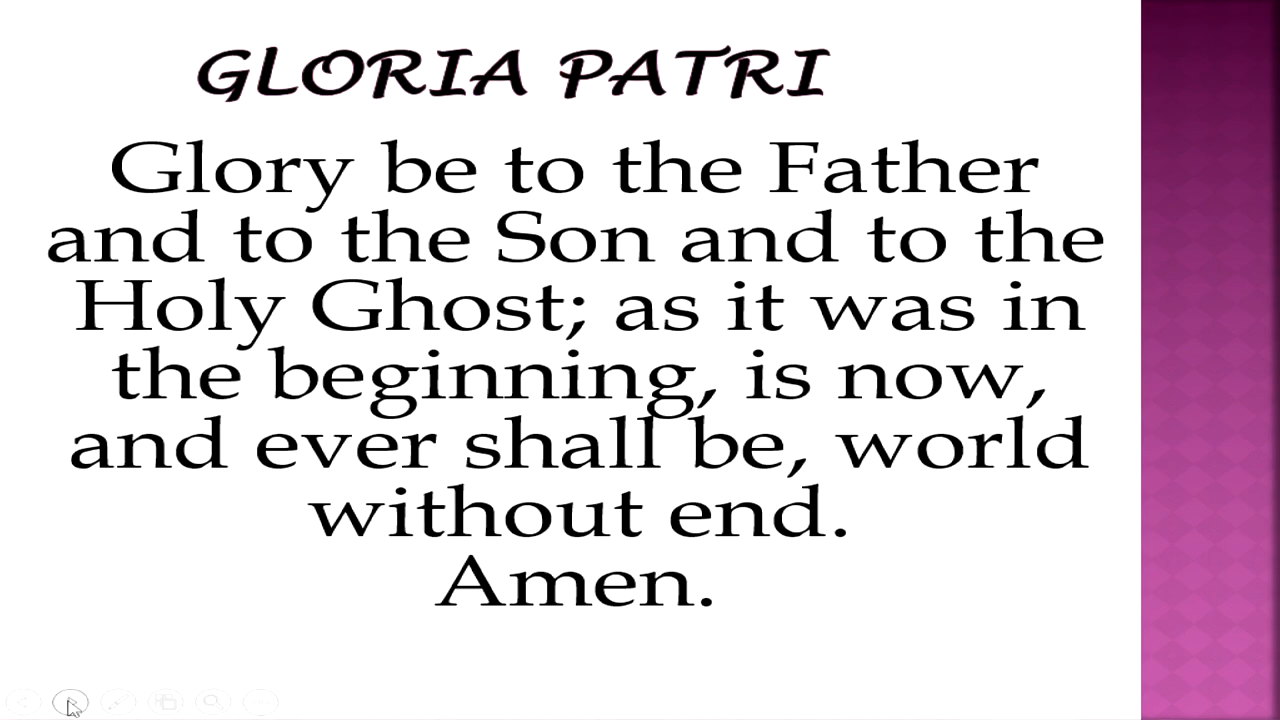 GLORIA PATRI
Glory be to the Father
and to the Son and to the
Holy Ghost; as it was in
the beginning, is now,
and ever shall be, world
without end.
Amen.